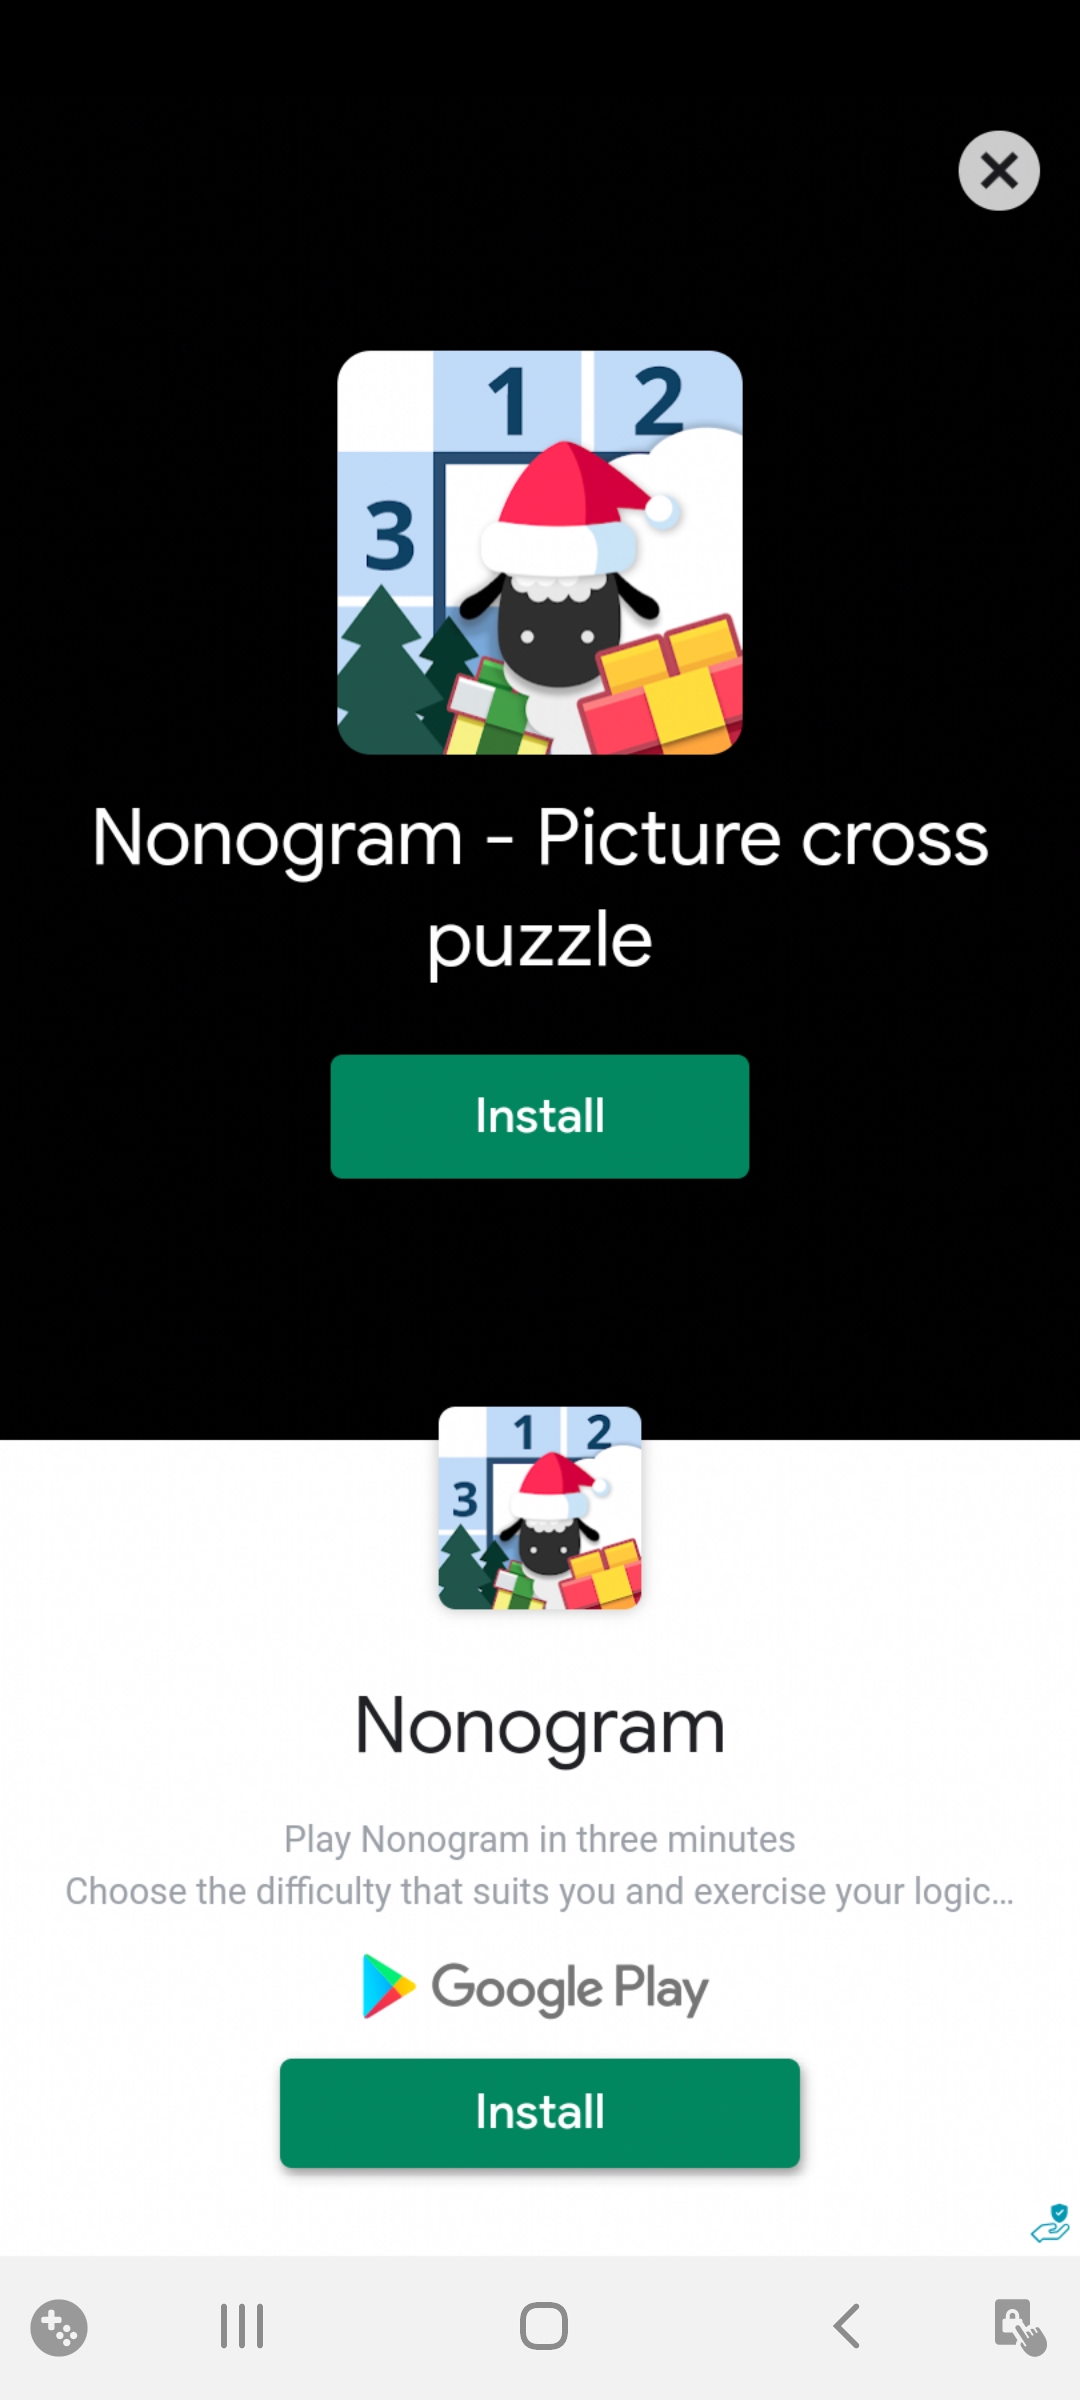 1 2
3
Nonogram - Picture cross
puzzle
Install
1 2
3
Nonogram
Play Nonogram in three minutes
Choose the difficulty that suits you and exercise your logic...
Google Play
Install